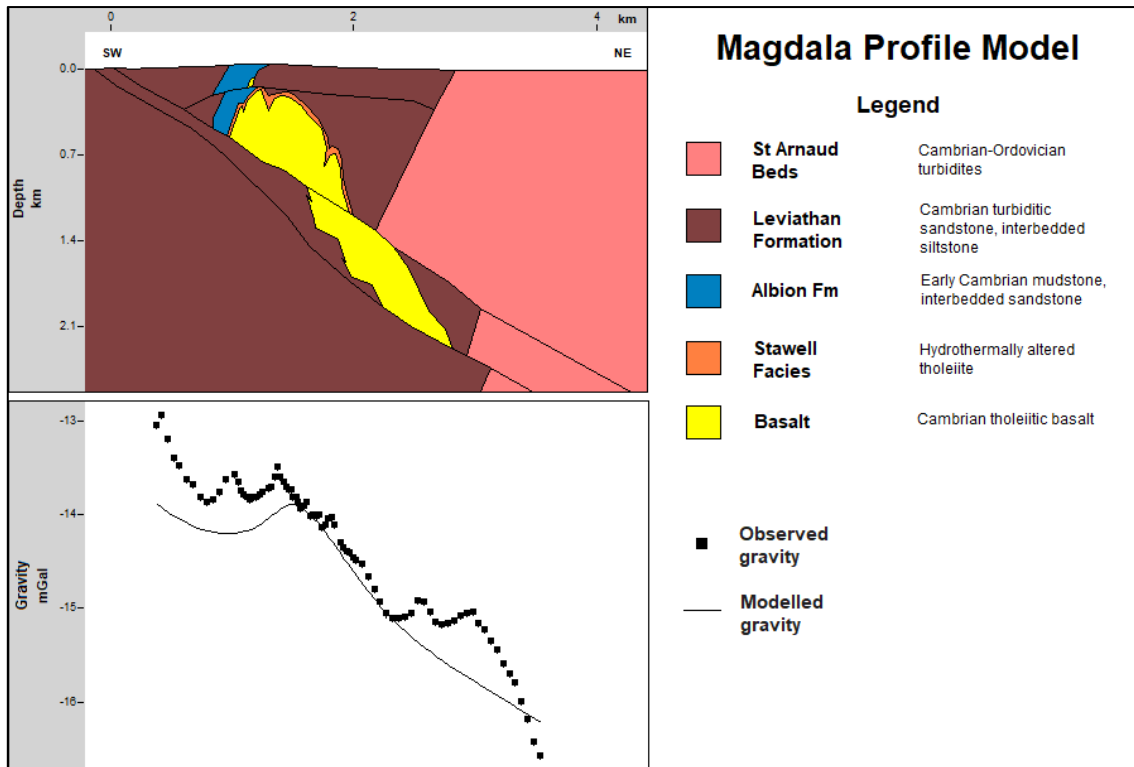 0 2 4 km
SW NE
0.0
0.7
1.4
2.1
Depth
km
-13
-14
-15
-16
Gravity
mGal
Magdala Profile Model
Legend
St Arnaud
Beds
Cambrian-Ordovician
turbidites
Leviathan
Formation
Cambrian turbiditic
sandstone, interbedded
siltstone
Albion Fm
Early Cambrian mudstone,
interbedded sandstone
Stawell
Facies
Hydrothermally altered
tholeiite
Basalt
Cambrian tholeiitic basalt
Observed
gravity
Modelled
gravity